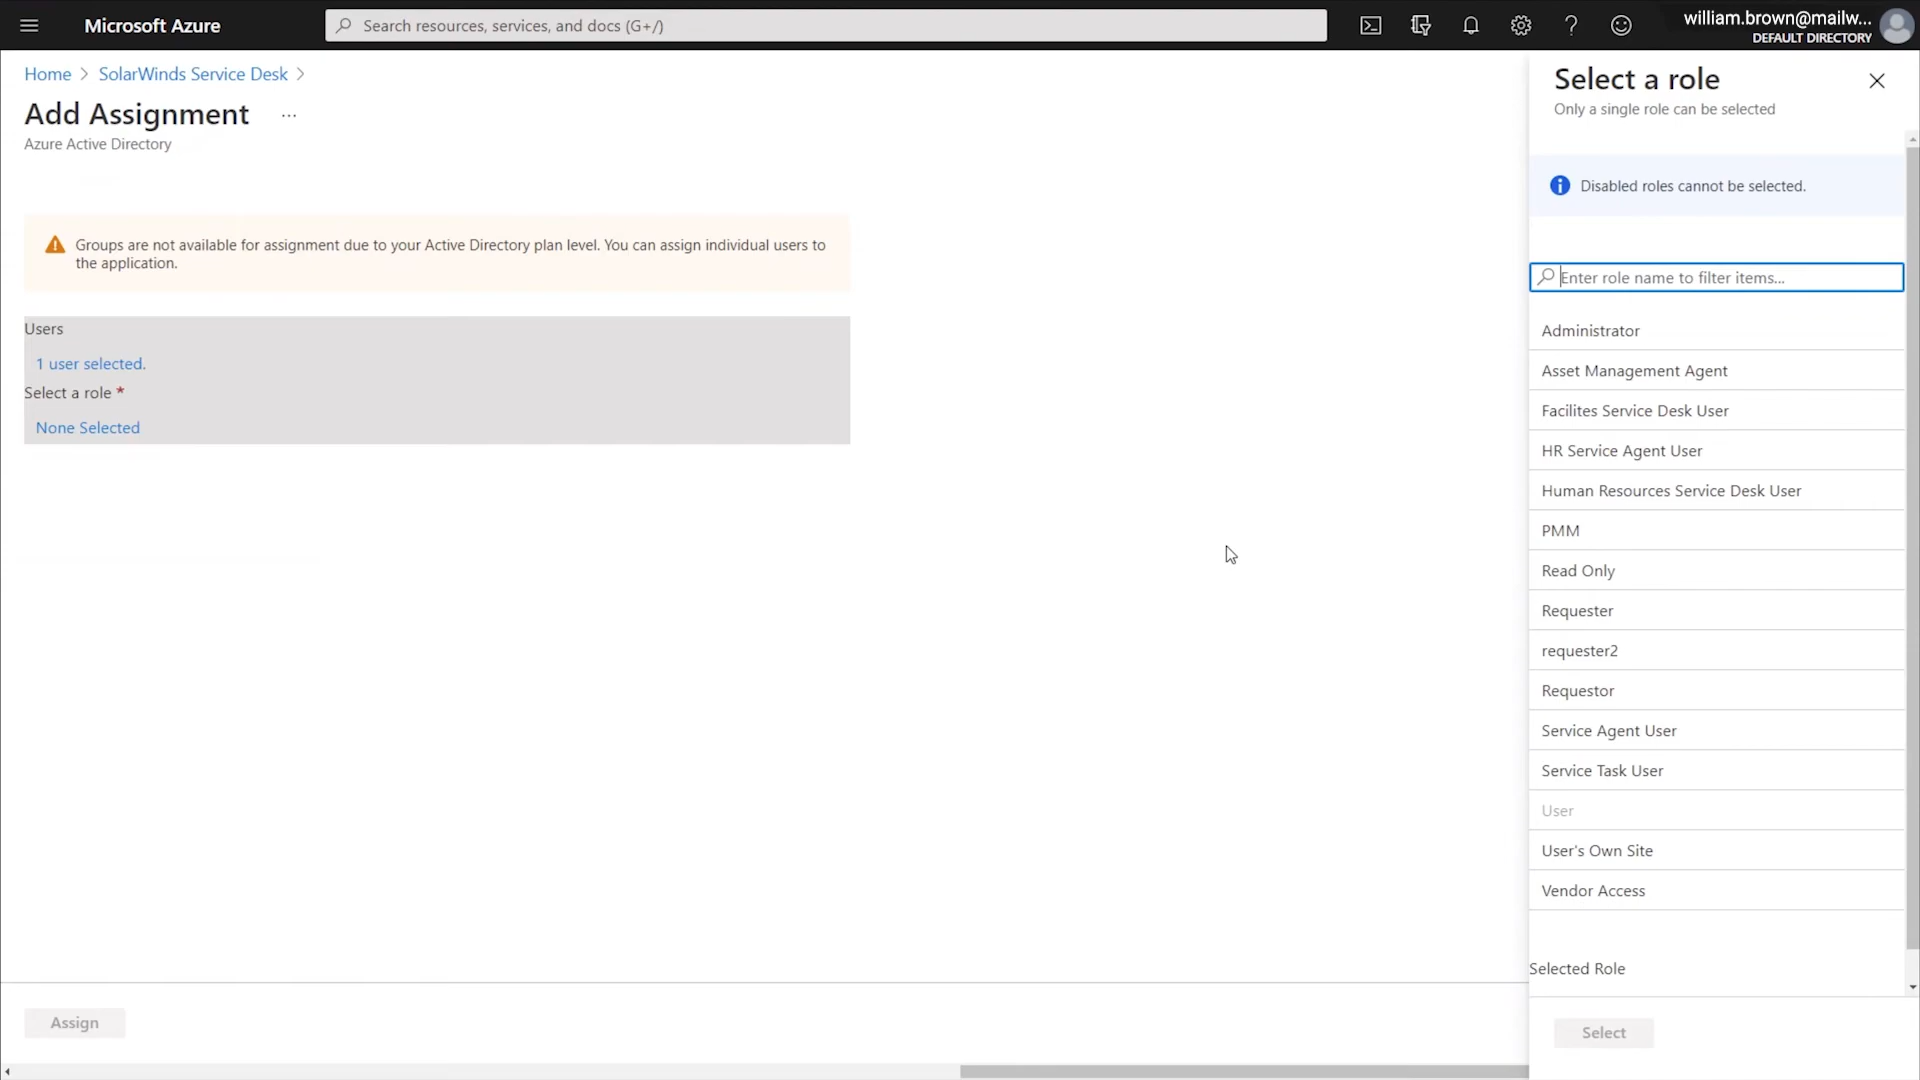 Microsoft Azure
Search resources, services, and docs (G+/)
william.brown@mailw...
DEFAULT DIRECTORY
Home > SolarWinds Service Desk >
Add Assignment ...
Azure Active Directory
Groups are not available for assignment due to your Active Directory plan level. You can assign individual users to
the application.
Users
1 user selected.
Select a role *
None Selected
Assign
Select a role
Only a single role can be selected
Disabled roles cannot be selected.
Enter role name to filter items...
Administrator
Asset Management Agent
Facilites Service Desk User
HR Service Agent User
Human Resources Service Desk User
PMM
Read Only
Requester
requester2
Requestor
Service Agent User
Service Task User
User
User's Own Site
Vendor Access
Selected Role
Select